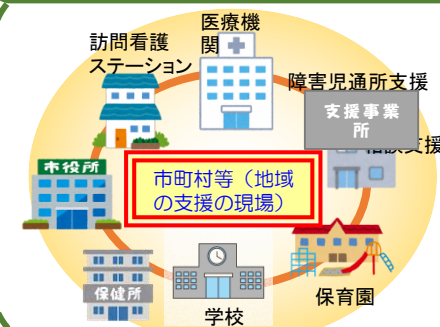 医療機
関
訪問看護
ステーション
障害児通所支援
支援事業
所
相談支援
市役所
市町村等（地域
の支援の現場）
保健所
学校
保育園